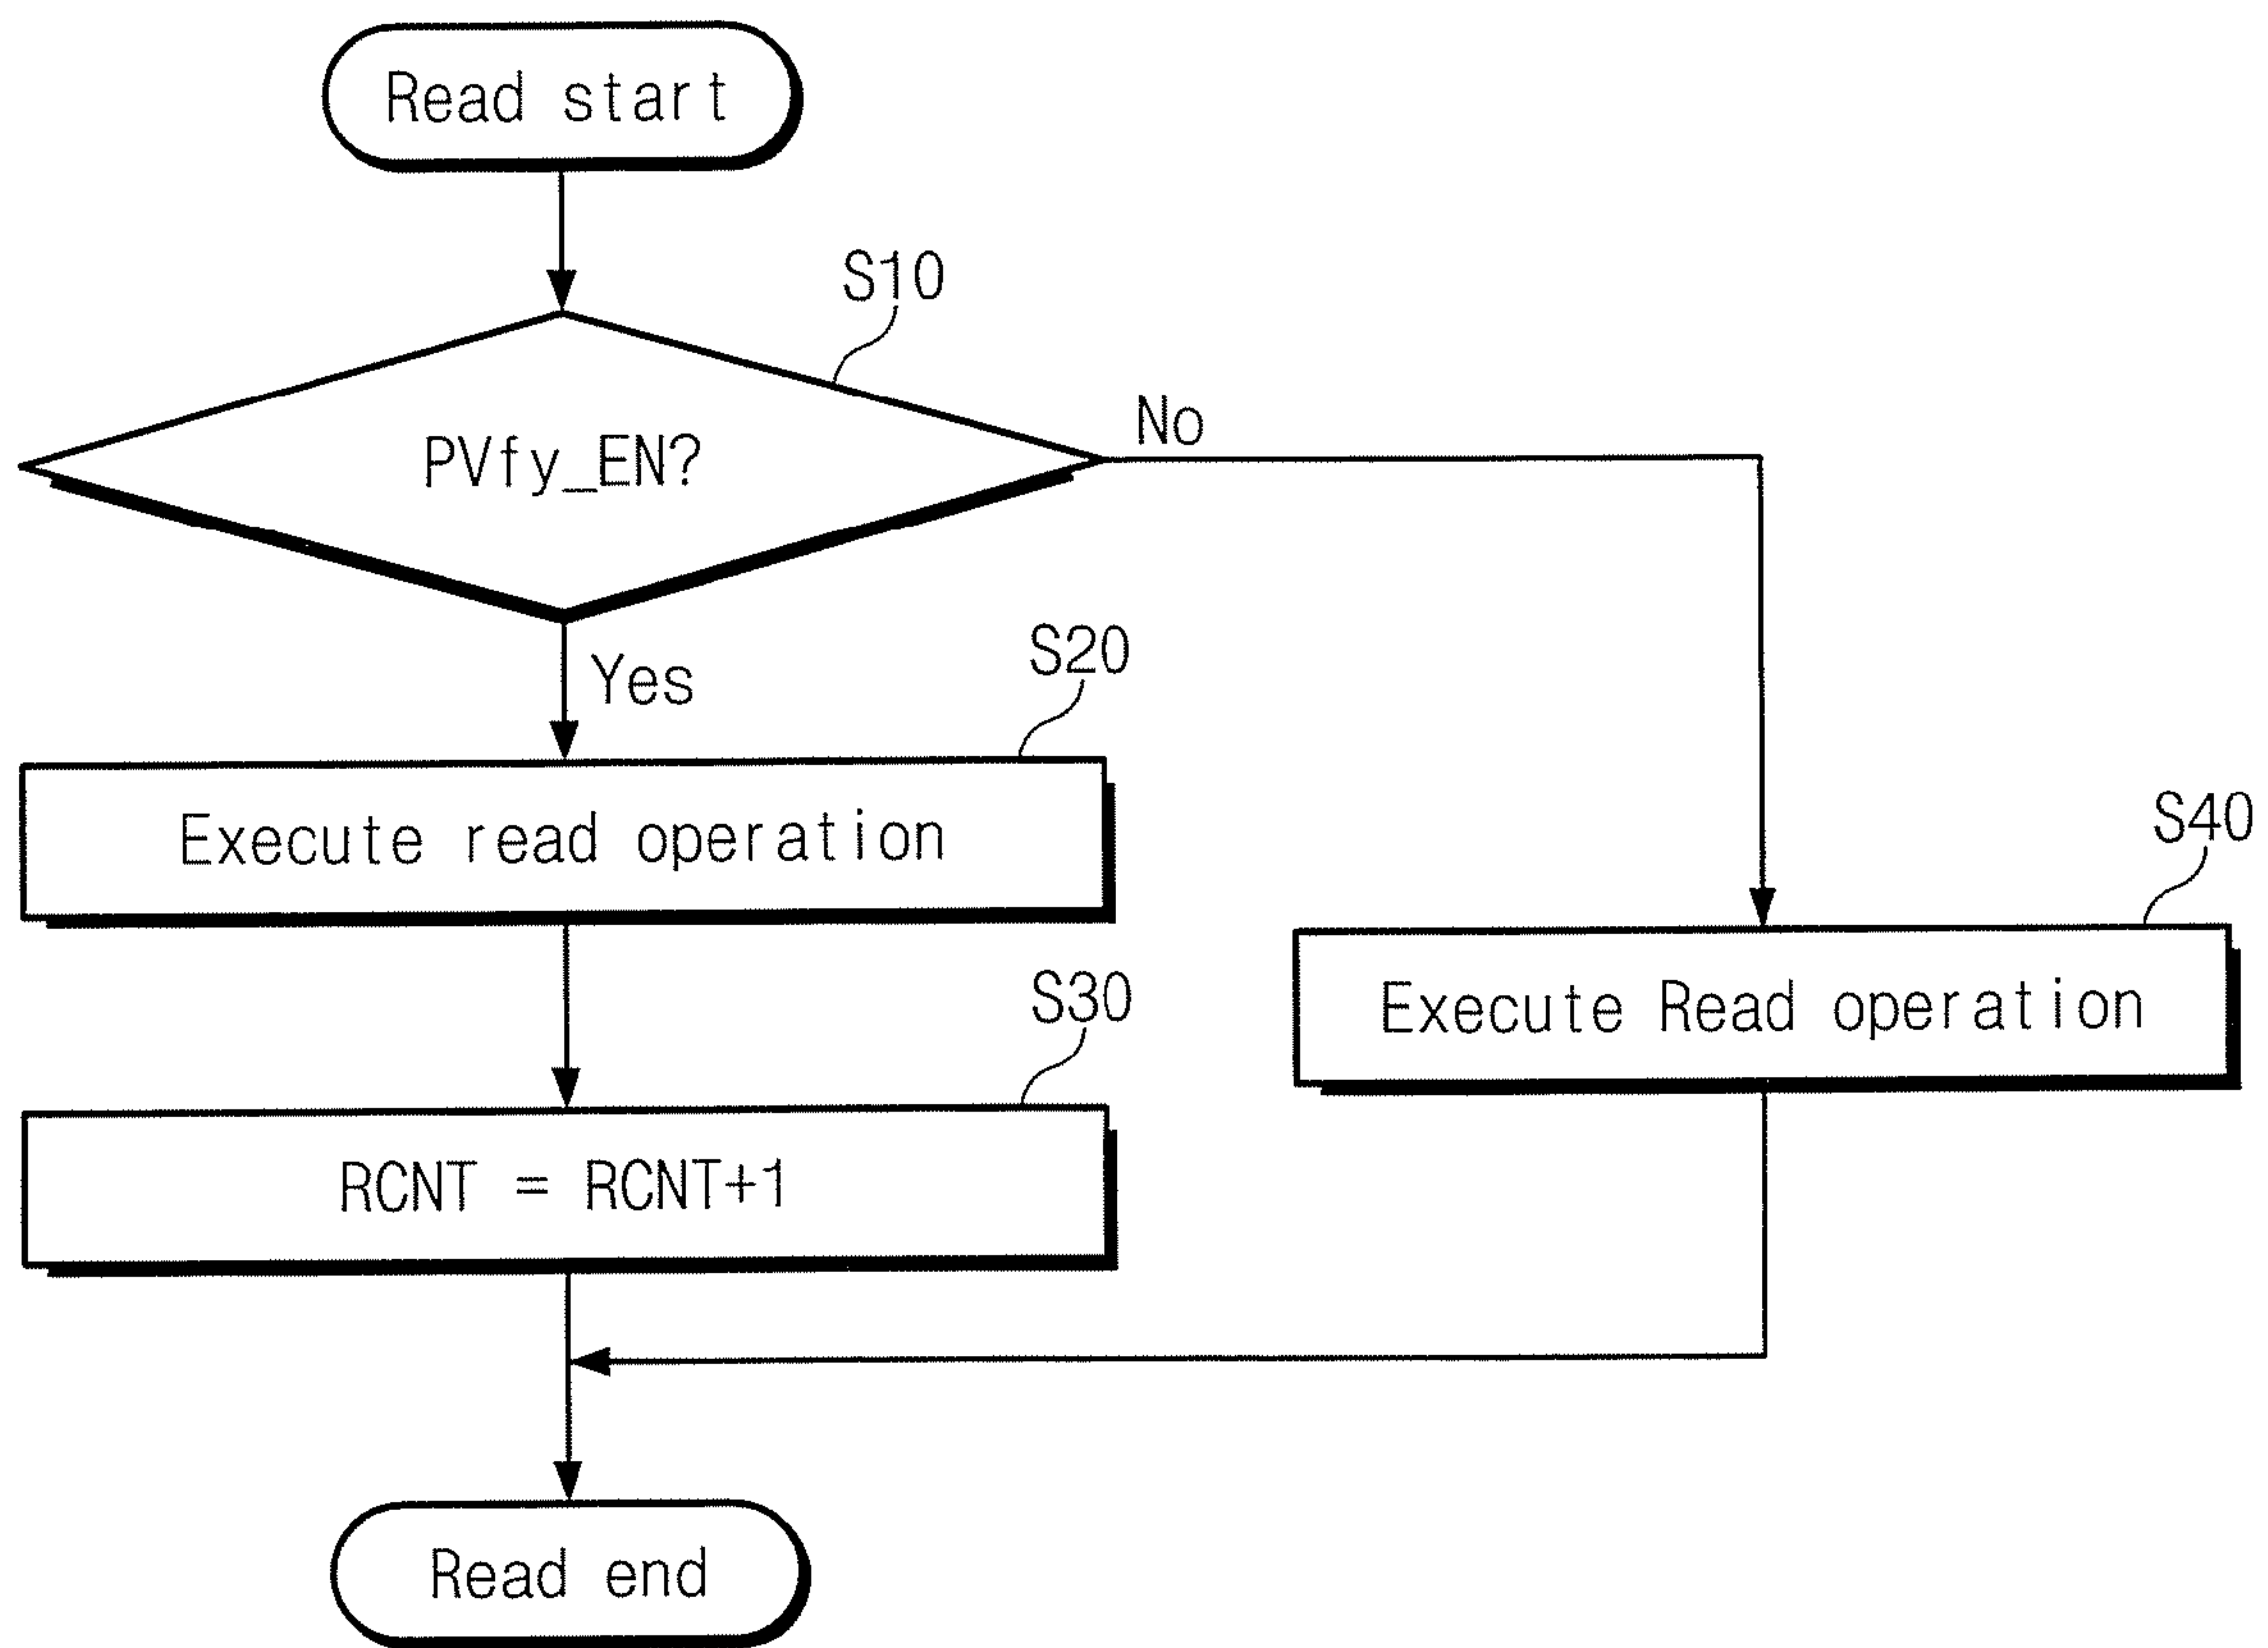 Read start
S10
PVfy_EN?
No
Yes
S20
Execute read operation
S40
Execute Read operation
S30
RCNT = RCNT+1
Read end